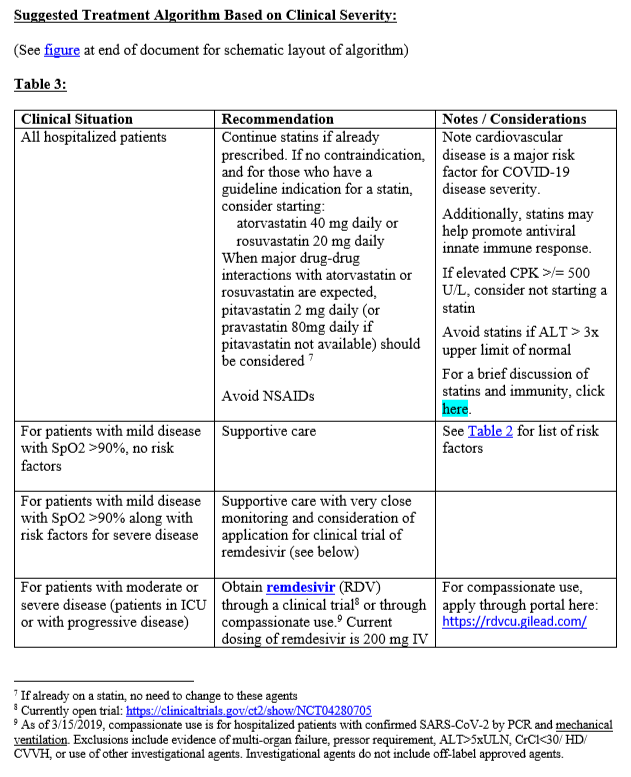 Suggested Treatment Algorithm Based on Clinical Severity:
(See figure at end of document for schematic layout of algorithm)
Table 3:
Clinical Situation
Recommendation
Notes / Considerations
All hospitalized patients
Continue statins if already
prescribed. If no contraindication,
and for those who have a
guideline indication for a statin,
consider starting:
atorvastatin 40 mg daily or
rosuvastatin 20 mg daily
When major drug-drug
interactions with atorvastatin or
rosuvastatin are expected,
pitavastatin 2 mg daily (or
pravastatin 80mg daily if
pitavastatin not available) should
be considered 7
Avoid NSAIDs
Note cardiovascular
disease is a major risk
factor for COVID-19
disease severity.
Additionally, statins may
help promote antiviral
innate immune response.
If elevated CPK >/= 500
U/L, consider not starting a
statin
Avoid statins if ALT > 3x
upper limit of normal
For a brief discussion of
statins and immunity, click
here.
For patients with mild disease
with SpO2 >90%, no risk
factors
Supportive care
See Table 2 for list of risk
factors
For patients with mild disease
with SpO2 >90% along with
risk factors for severe disease
Supportive care with very close
monitoring and consideration of
application for clinical trial of
remdesivir (see below)
For patients with moderate or
severe disease (patients in ICU
or with progressive disease)
Obtain remdesivir (RDV)
through a clinical trial8 or through
compassionate use.9 Current
dosing of remdesivir is 200 mg IV
For compassionate use,
apply through portal here:
https://rdvcu.gilead.com/
7 If already on a statin, no need to change to these agents
8 Currently open trial: https://clinicaltrials.gov/ct2/show/NCT04280705
9 As of 3/15/2019, compassionate use is for hospitalized patients with confirmed SARS-CoV-2 by PCR and mechanical
ventilation. Exclusions include evidence of multi-organ failure, pressor requirement, ALT>5xULN, CrCl<30/ HD/
CVVH, or use of other investigational agents. Investigational agents do not include off-label approved agents.